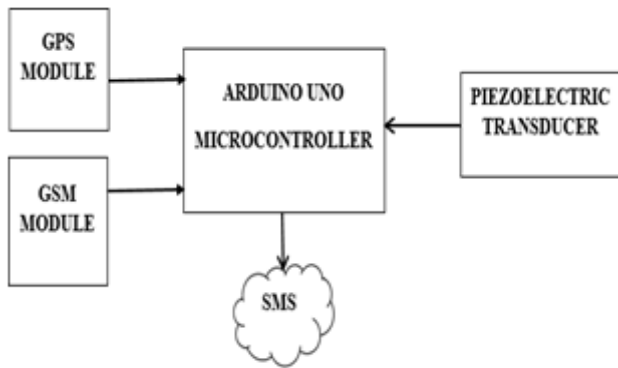 GPS
MODULE
ARDUINO UNO
MICROCONTROLLER
PIEZOELECTRIC
TRANSDUCER
GSM
MODULE
SMS